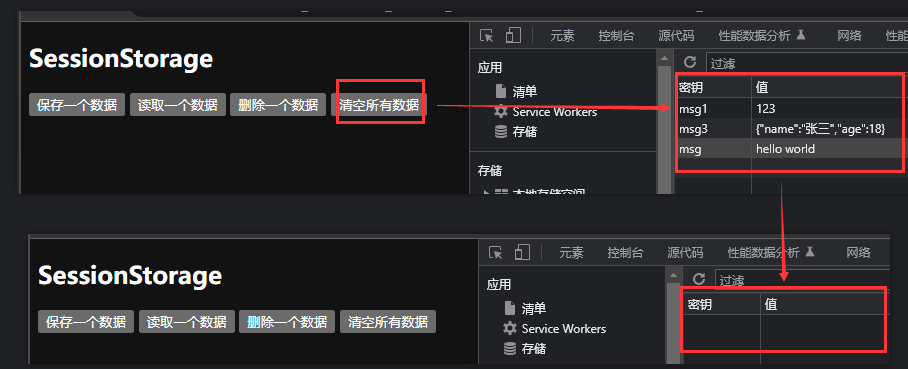 SessionStorage
保存一个数据 读取一个数据 删除一个数据 清空所有数据
元素 控制台 源代码 性能数据分析 网络
应用
清单
Service Workers
存储
存储
本地存储空间
过滤
密钥 值
msg1 123
msg3 {"name":"张三","age":18}
msg hello world
SessionStorage
保存一个数据 读取一个数据 删除一个数据 清空所有数据
元素 控制台 源代码 性能数据分析 网络
应用
清单
Service Workers
存储
过滤
密钥 值